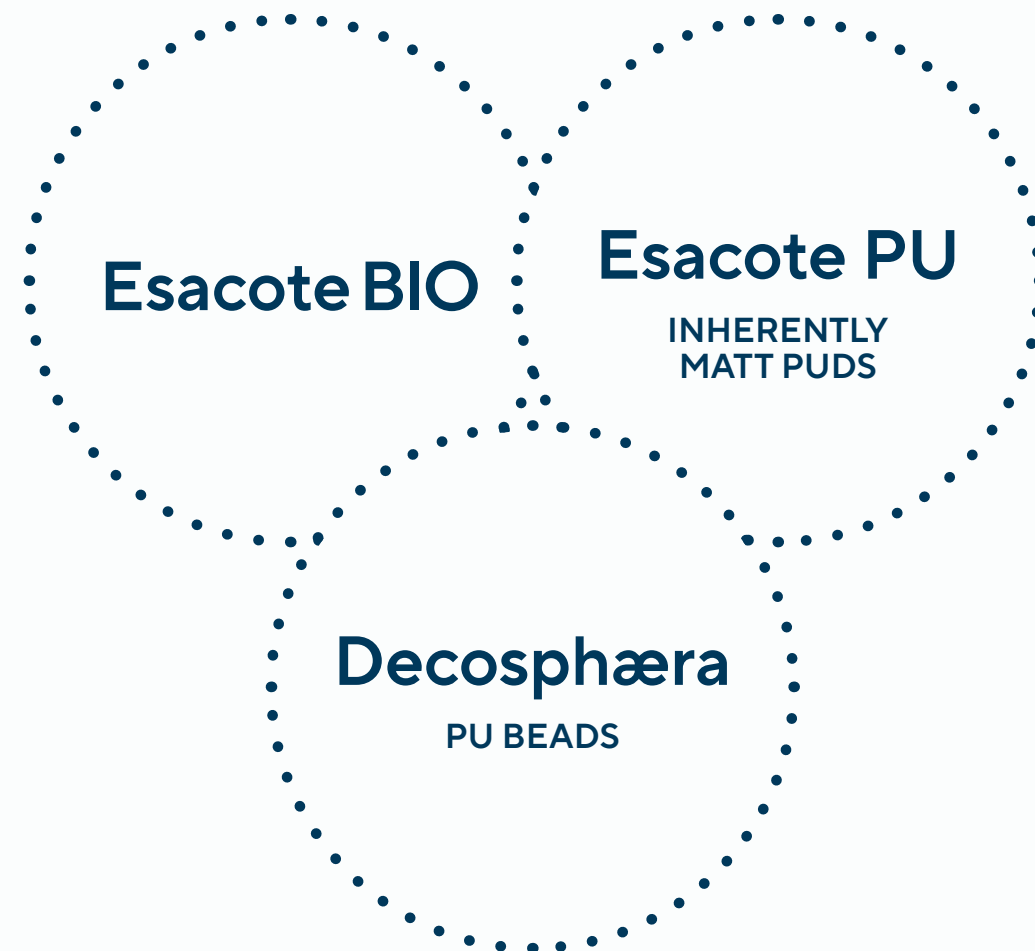 Esacote BIO
Esacote PU
INHERENTLY
MATT PUDS
Decosphæra
PU BEADS